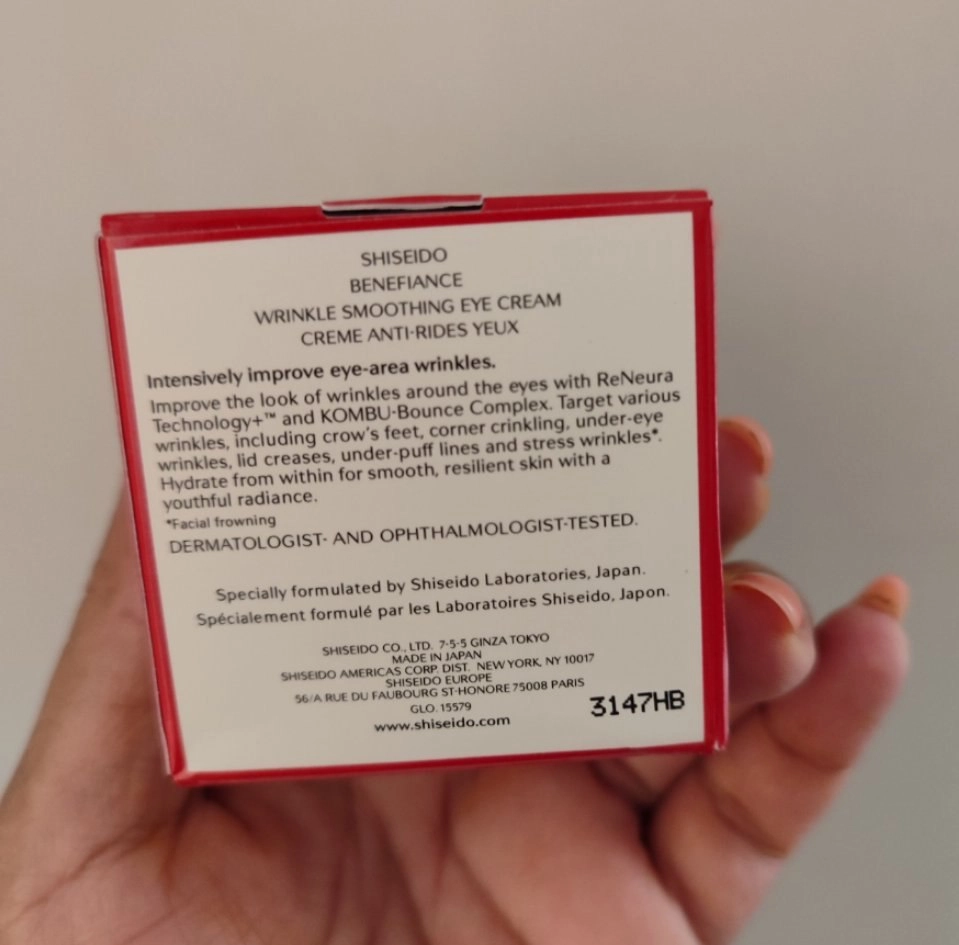 SHISEIDO
BENEFIANCE
WRINKLE SMOOTHING EYE CREAM
CREME ANTI-RIDES YEUX
Intensively improve eye-area wrinkles.
Improve the look of wrinkles around the eyes with ReNeura
Technology+™ and KOMBU-Bounce Complex. Target various
wrinkles, including crow's feet, corner crinkling, under-eye
wrinkles, lid creases, under-puff lines and stress wrinkles*.
Hydrate from within for smooth, resilient skin with a
youthful radiance.
*Facial frowning
DERMATOLOGIST- AND OPHTHALMOLOGIST-TESTED.
Specially formulated by Shiseido Laboratories, Japan.
Spécialement formulé par les Laboratoires Shiseido, Japon.
SHISEIDO CO., LTD. 7-5-5 GINZA TOKYO
MADE IN JAPAN
SHISEIDO AMERICAS CORP. DIST. NEW YORK, NY 10017
SHISEIDO EUROPE
56/A RUE DU FAUBOURG ST-HONORE 75008 PARIS
GLO. 15579
www.shiseido.com
3147HB